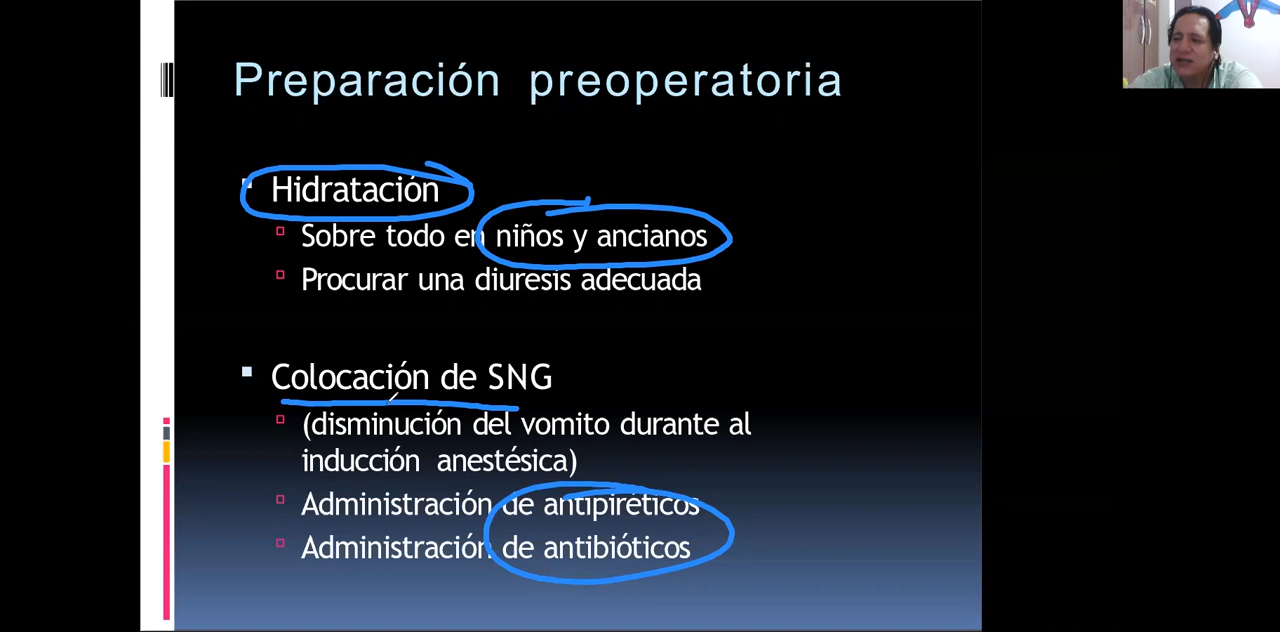 Preparación preoperatoria
Hidratación
Sobre todo en niños y ancianos
Procurar una diuresis adecuada
Colocación de SNG
(disminución del vomito durante al
inducción anestésica)
Administración de antipiréticos
Administración de antibióticos